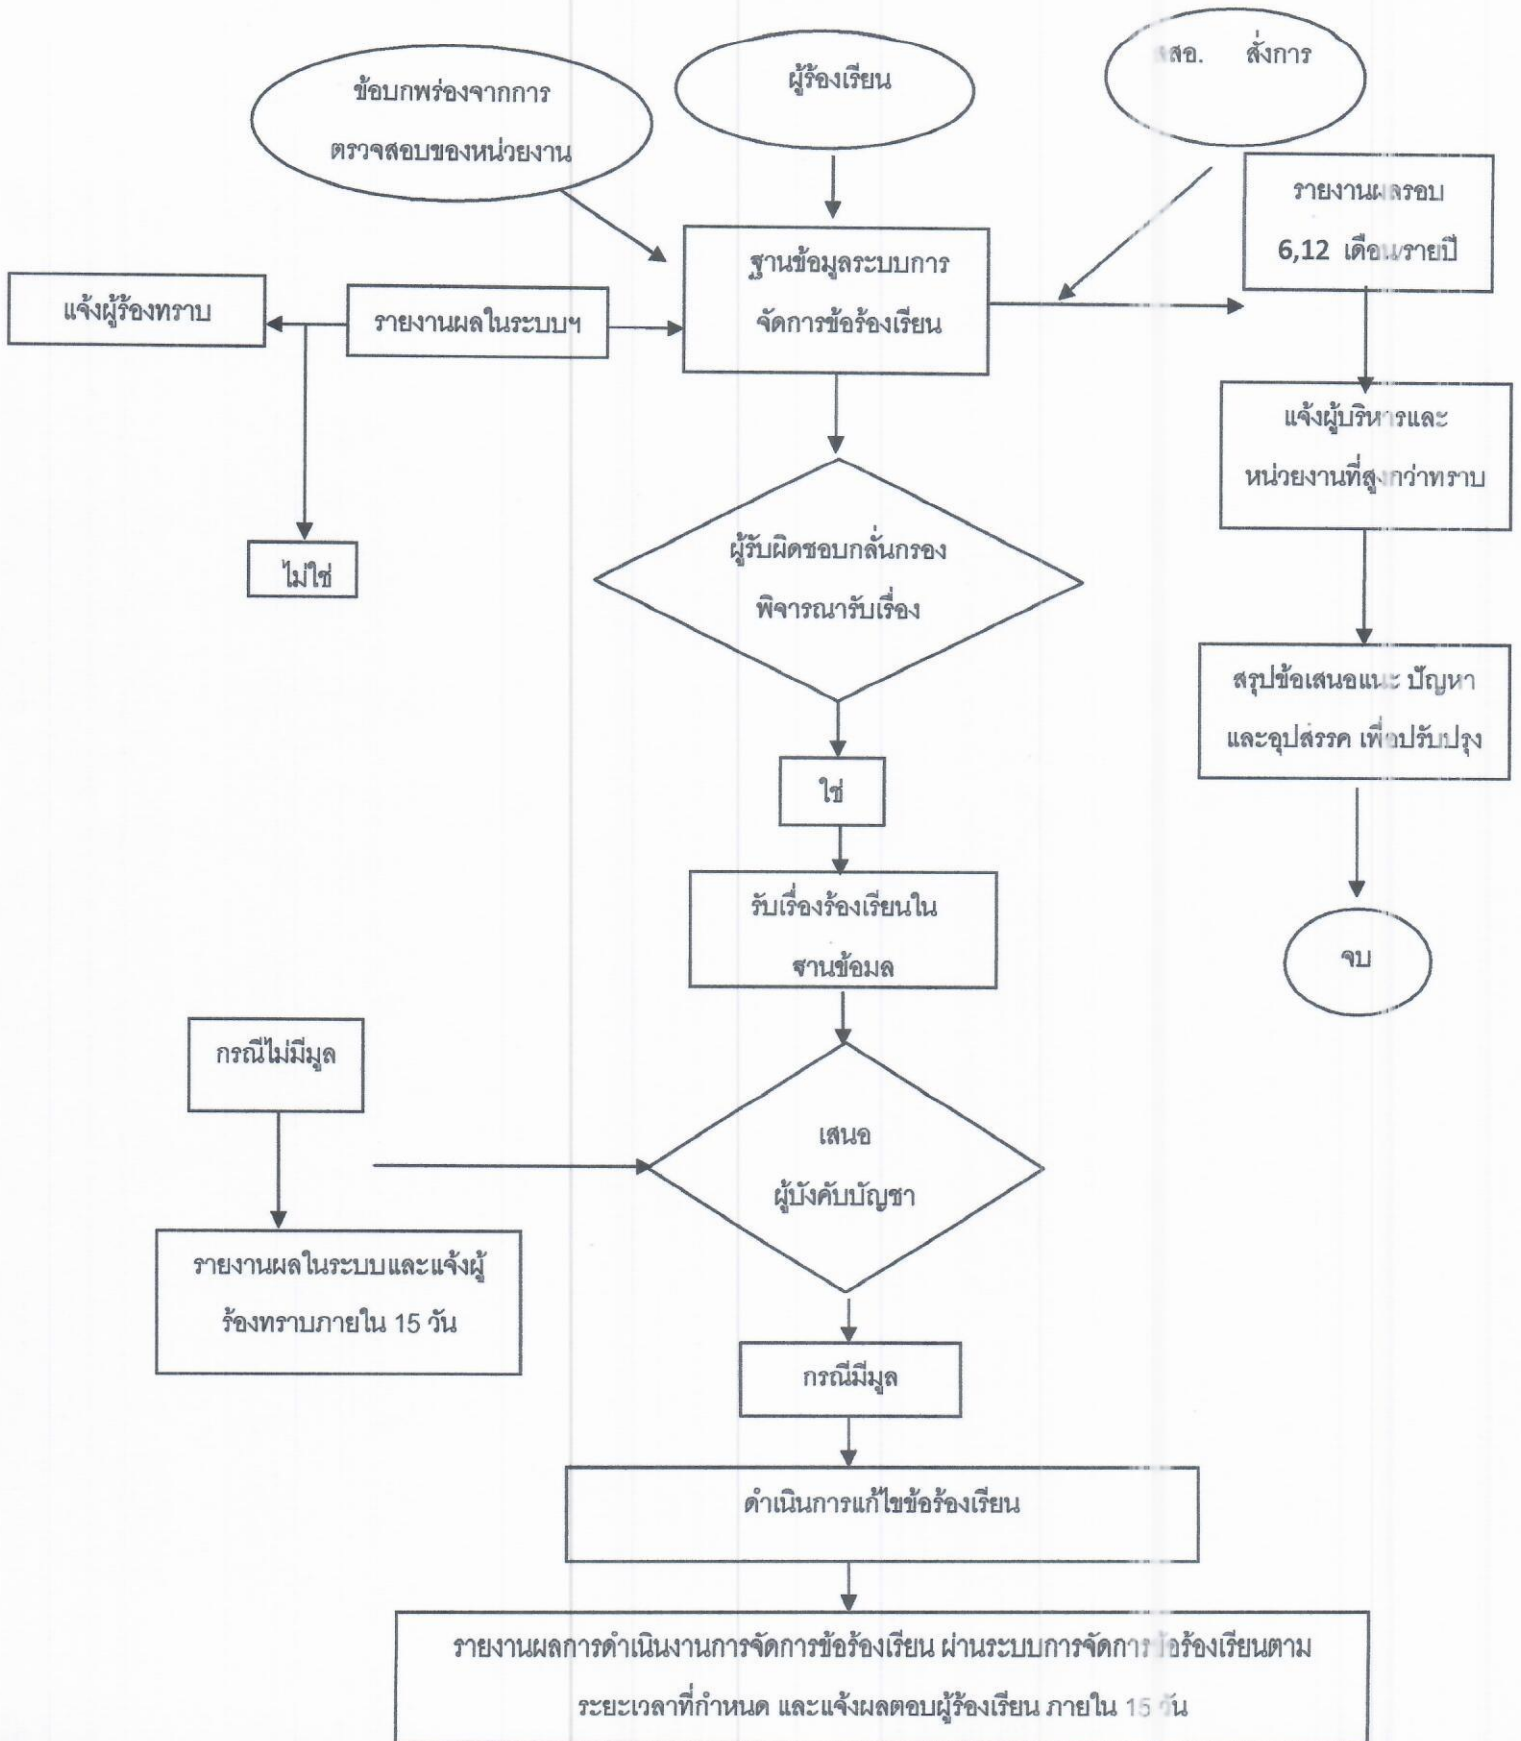 ข้อบกพร่องจากการ
ตรวจสอบของหน่วยงาน
ผู้ร้องเรียน
สสอ. สั่งการ
รายงานผลรอบ
6,12 เดือน/รายปี
ฐานข้อมูลระบบการ
จัดการข้อร้องเรียน
แจ้งผู้ร้องทราบ
รายงานผลในระบบฯ
แจ้งผู้บริหารและ
หน่วยงานที่สูงกว่าทราบ
ไม่ใช่
ผู้รับผิดชอบกลั่นกรอง
พิจารณารับเรื่อง
สรุปข้อเสนอแนะ ปัญหา
และอุปสรรค เพื่อปรับปรุง
ใช่
รับเรื่องร้องเรียนใน
ฐานข้อมล
จบ
กรณีไม่มีมูล
เสนอ
ผู้บังคับบัญชา
รายงานผลในระบบและแจ้งผู้
ร้องทราบภายใน 15 วัน
กรณีมีมูล
ดำเนินการแก้ไขข้อร้องเรียน
รายงานผลการดำเนินงานการจัดการข้อร้องเรียน ผ่านระบบการจัดการข้อร้องเรียนตาม
ระยะเวลาที่กำหนด และแจ้งผลตอบผู้ร้องเรียน ภายใน 15 วัน